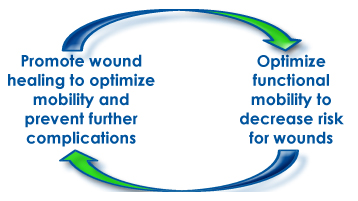 Promote wound
healing to optimize
mobility and
prevent further
complications
Optimize
functional
mobility to
decrease risk
for wounds